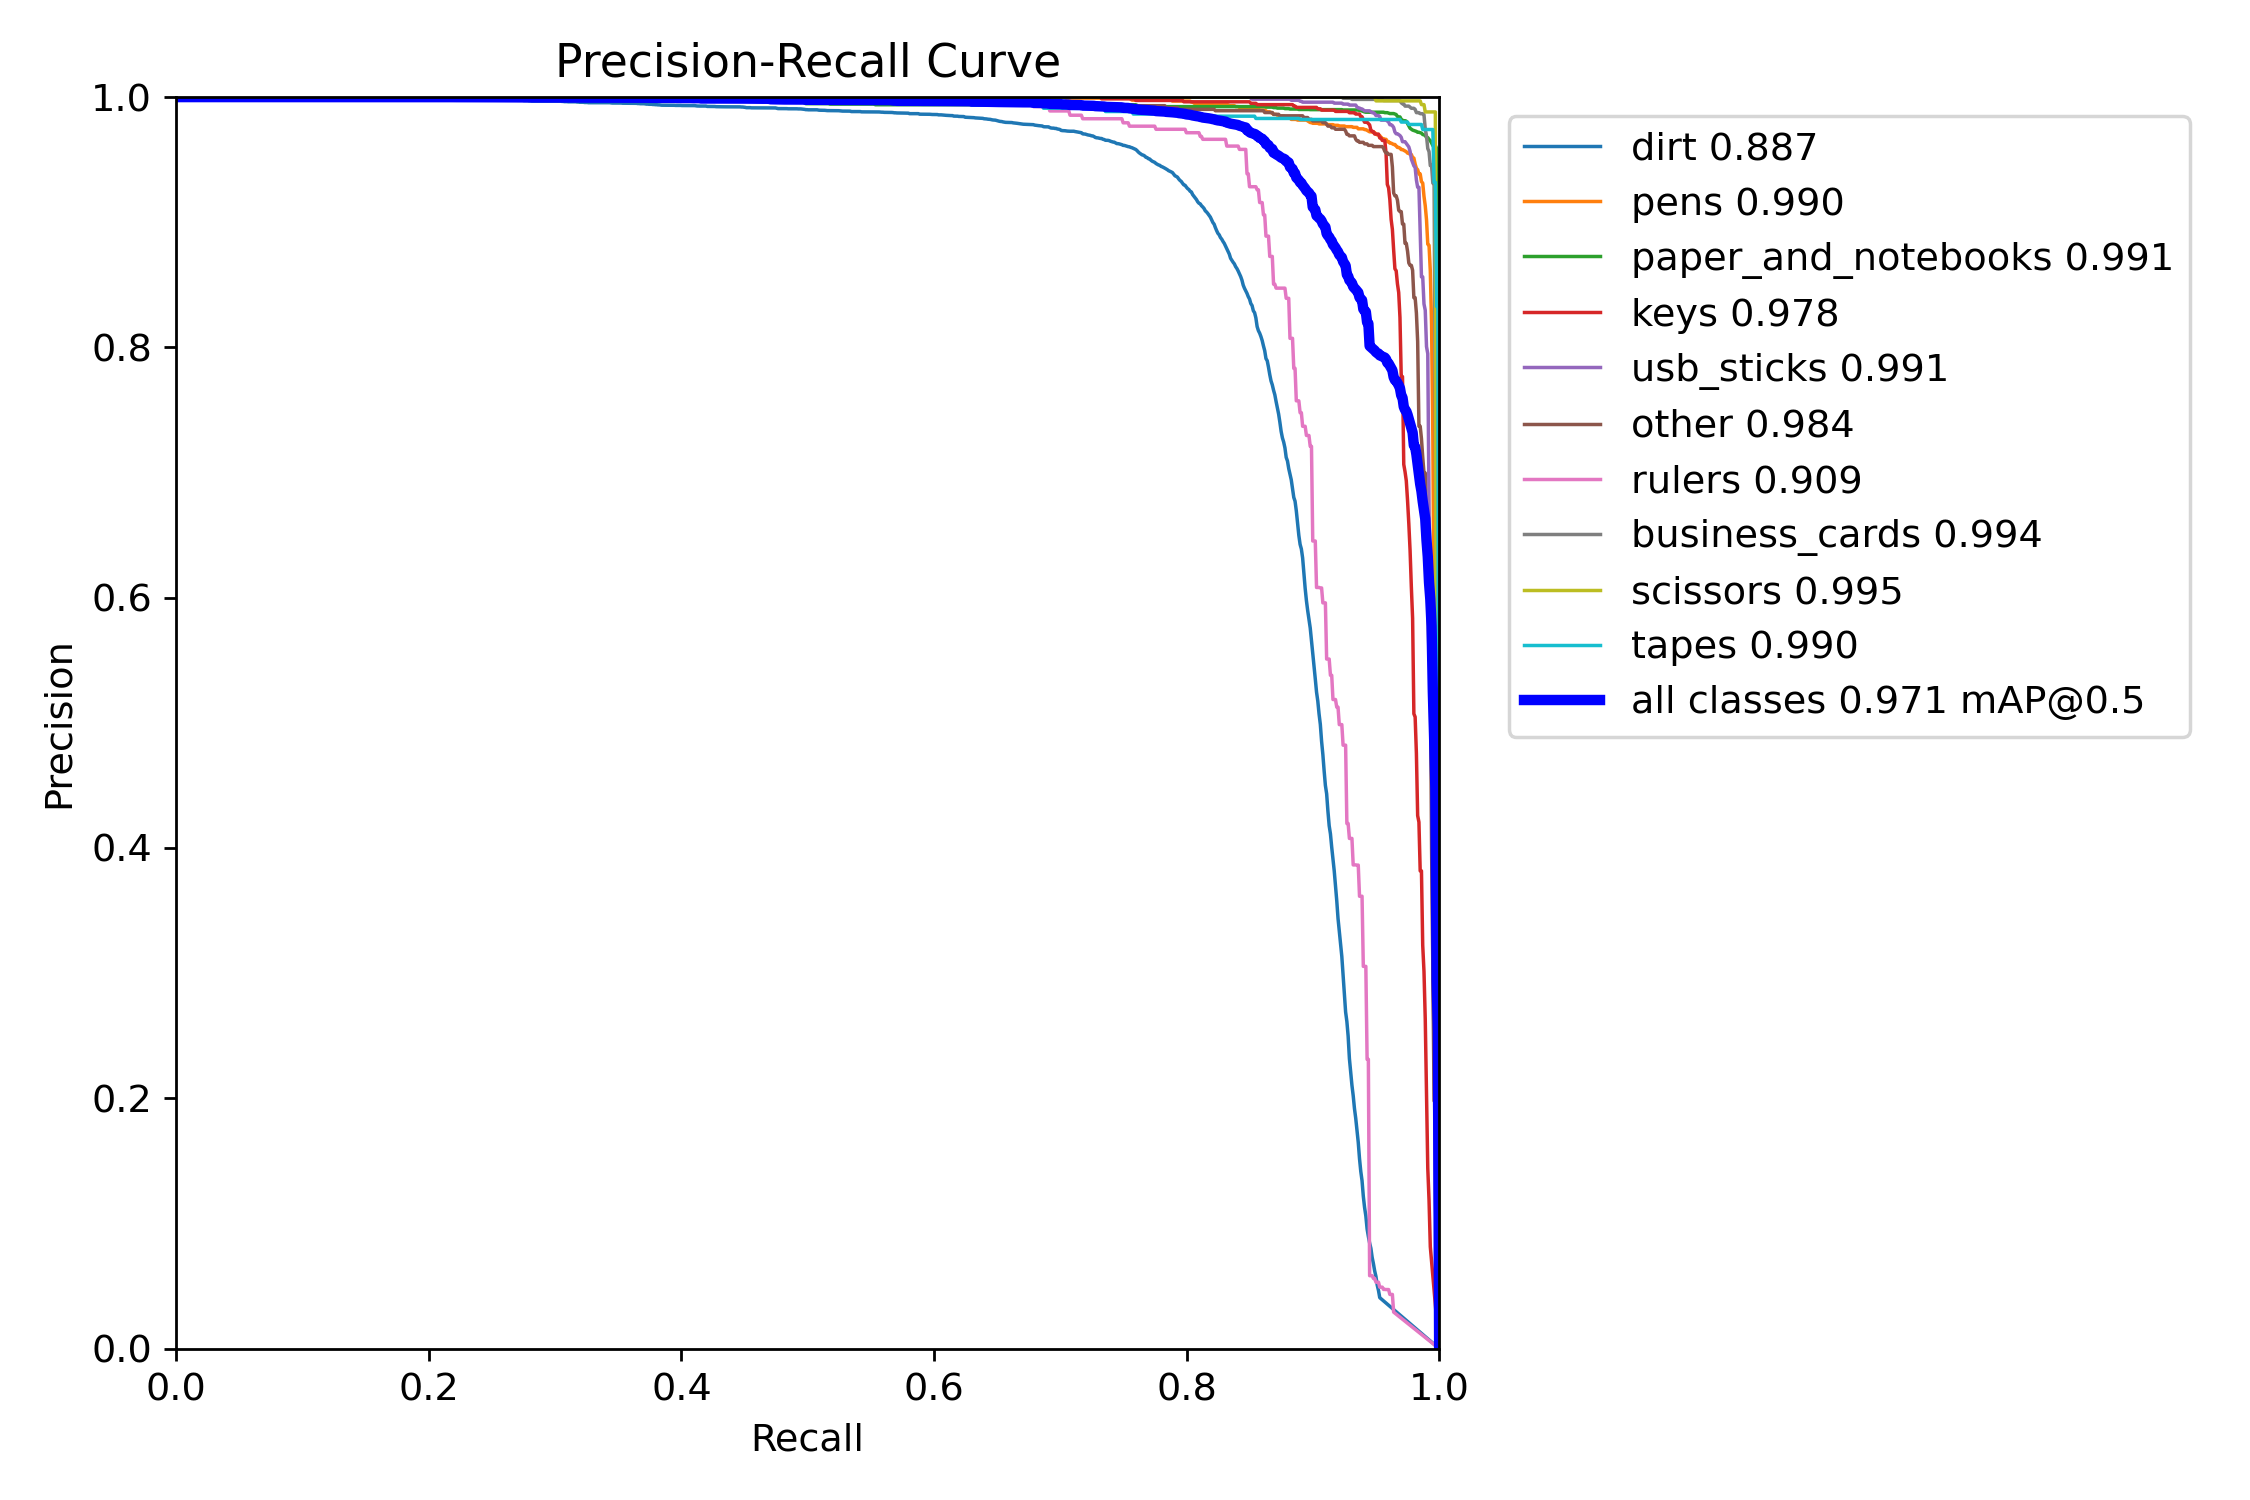 Precision-Recall Curve
1.0
0.8
0.6
0.4
0.2
0.0
Precision
0.0 0.2 0.4 0.6 0.8 1.0
Recall
dirt 0.887
pens 0.990
paper_and_notebooks 0.991
keys 0.978
usb_sticks 0.991
other 0.984
rulers 0.909
business_cards 0.994
scissors 0.995
tapes 0.990
all classes 0.971 mAP@0.5